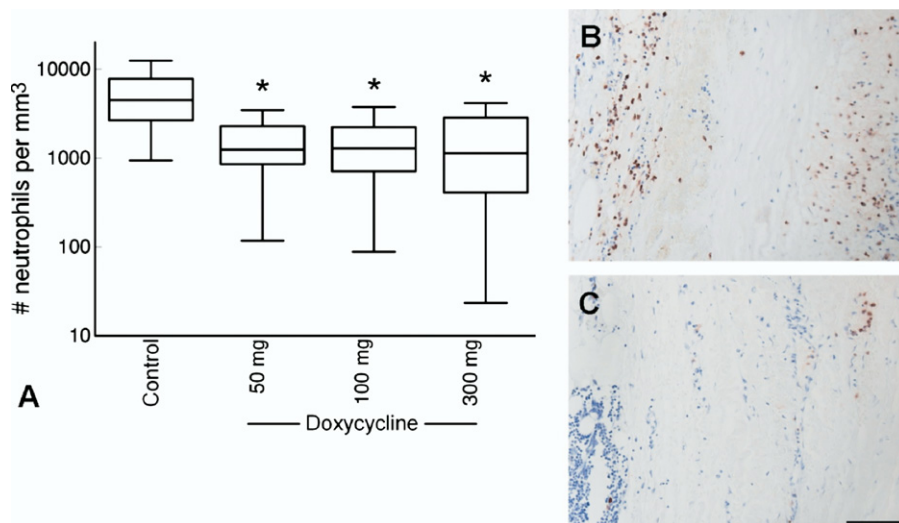 # neutrophils per mm3
10000
1000
100
10
* * *
Control
50 mg
100 mg
300 mg
Doxycycline
A
B
C